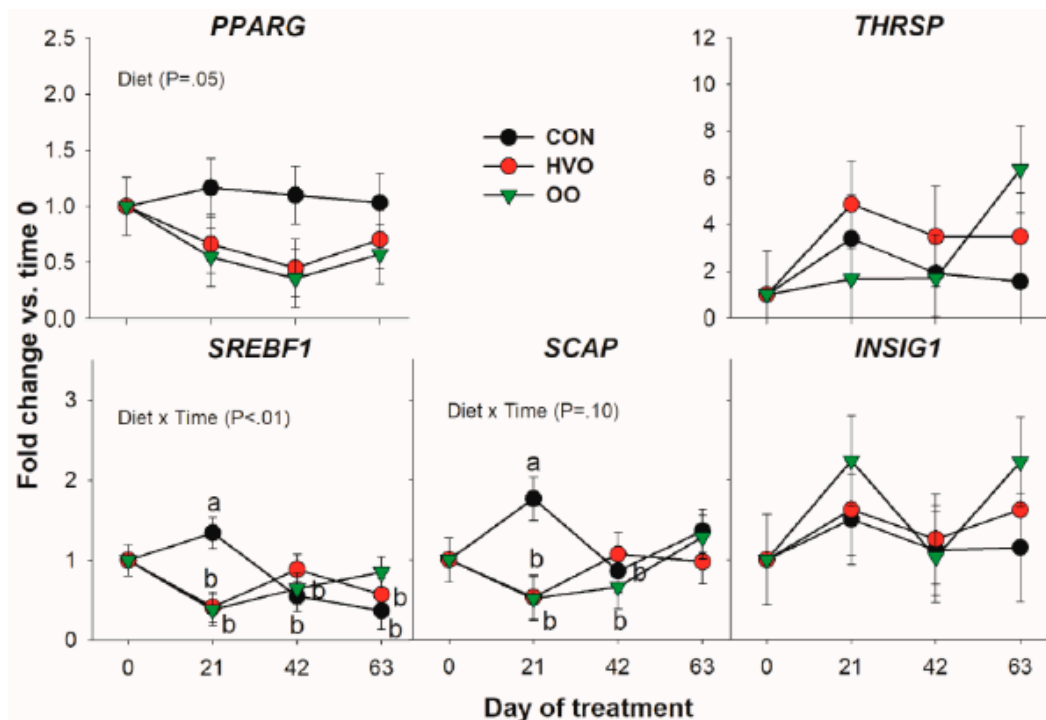 PPARG
THRSP
2.5
2.0
1.5
1.0
0.5
0.0
Diet (P=.05)
CON
HVO
OO
12
10
8
6
4
2
0
Fold change vs. time 0
SREBF1
SCAP
INSIG1
3
2
1
0
Diet x Time (P<.01)
a
b
b
b
b
b
b
Diet x Time (P=.10)
a
b
b
b
b
0 21 42 63
0 21 42 63
0 21 42 63
Day of treatment